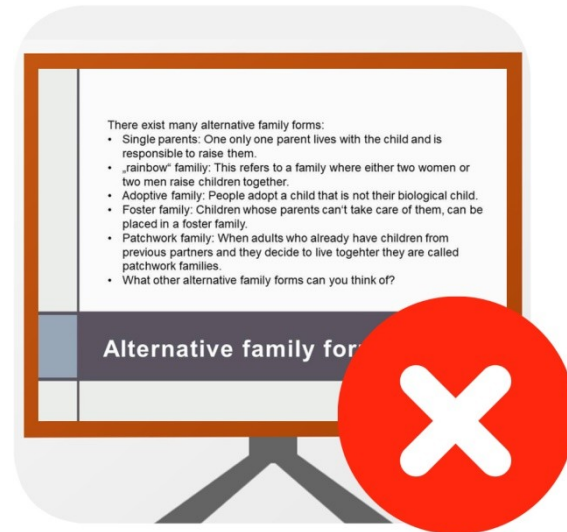 There exist many alternative family forms:
• Single parents: One only one parent lives with the child and is
responsible to raise them.
• „rainbow“ familiy: This refers to a family where either two women or
two men raise children together.
• Adoptive family: People adopt a child that is not their biological child.
• Foster family: Children whose parents can't take care of them, can be
placed in a foster family.
• Patchwork family: When adults who already have children from
previous partners and they decide to live togehter they are called
patchwork families.
• What other alternative family forms can you think of?
Alternative family